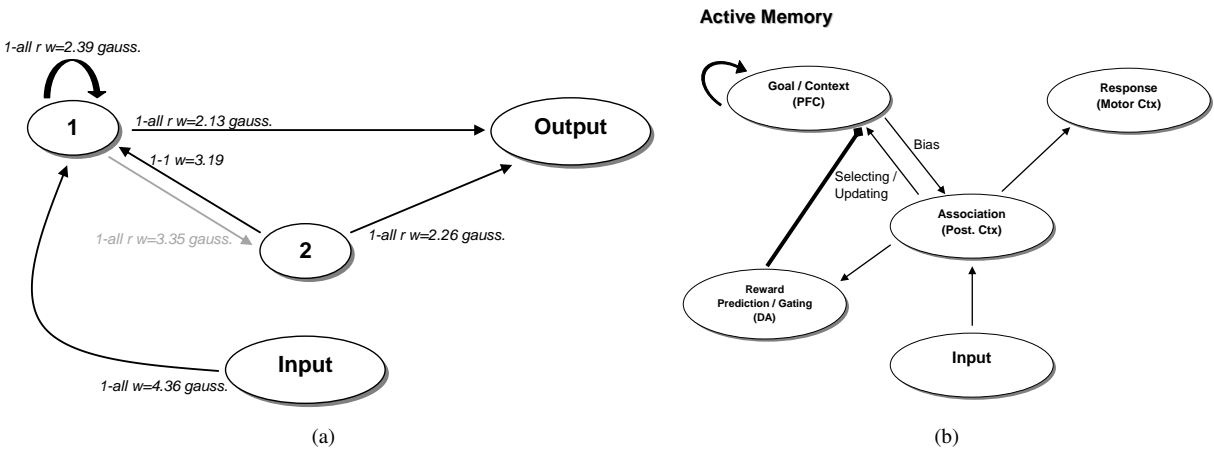 1-all r w=2.39 gauss.
1
1-all r w=2.13 gauss.
Output
1-1 w=3.19
1-all r w=3.35 gauss.
2
1-all r w=2.26 gauss.
Input
1-all w=4.36 gauss.
(a)
Active Memory
Goal / Context
(PFC)
Response
(Motor Ctx)
Bias
Selecting /
Updating
Association
(Post. Ctx)
Reward
Prediction / Gating
(DA)
Input
(b)